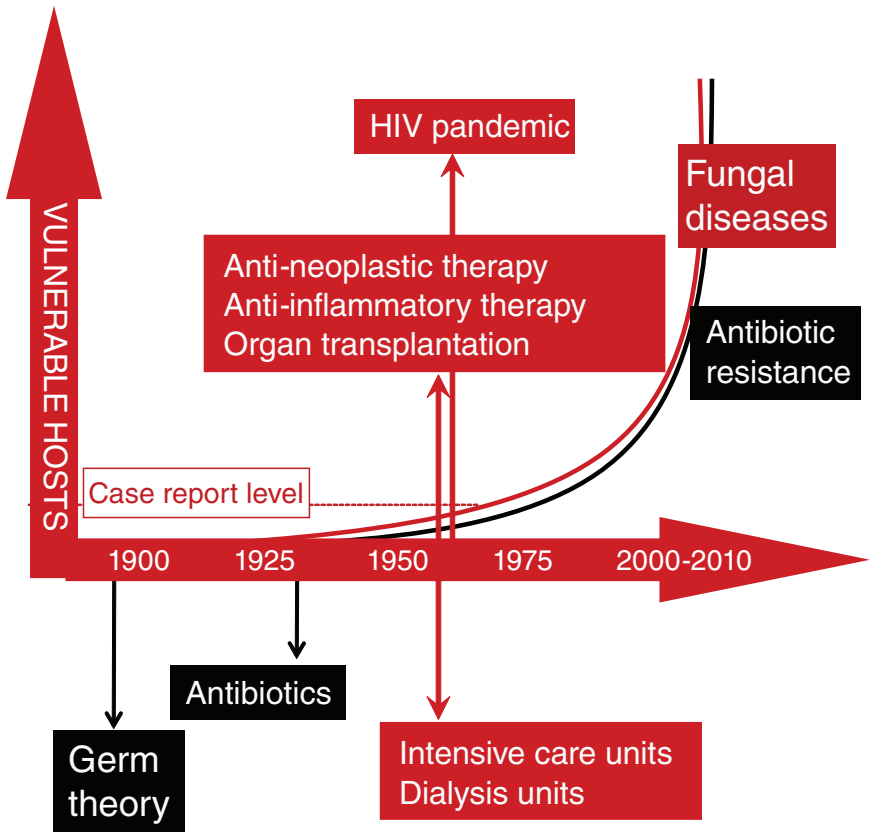 HIV pandemic
Fungal
diseases
VULNERABLE HOSTS
Anti-neoplastic therapy
Anti-inflammatory therapy
Organ transplantation
Antibiotic
resistance
Case report level
1900 1925 1950 1975 2000-2010
Antibiotics
Germ
theory
Intensive care units
Dialysis units